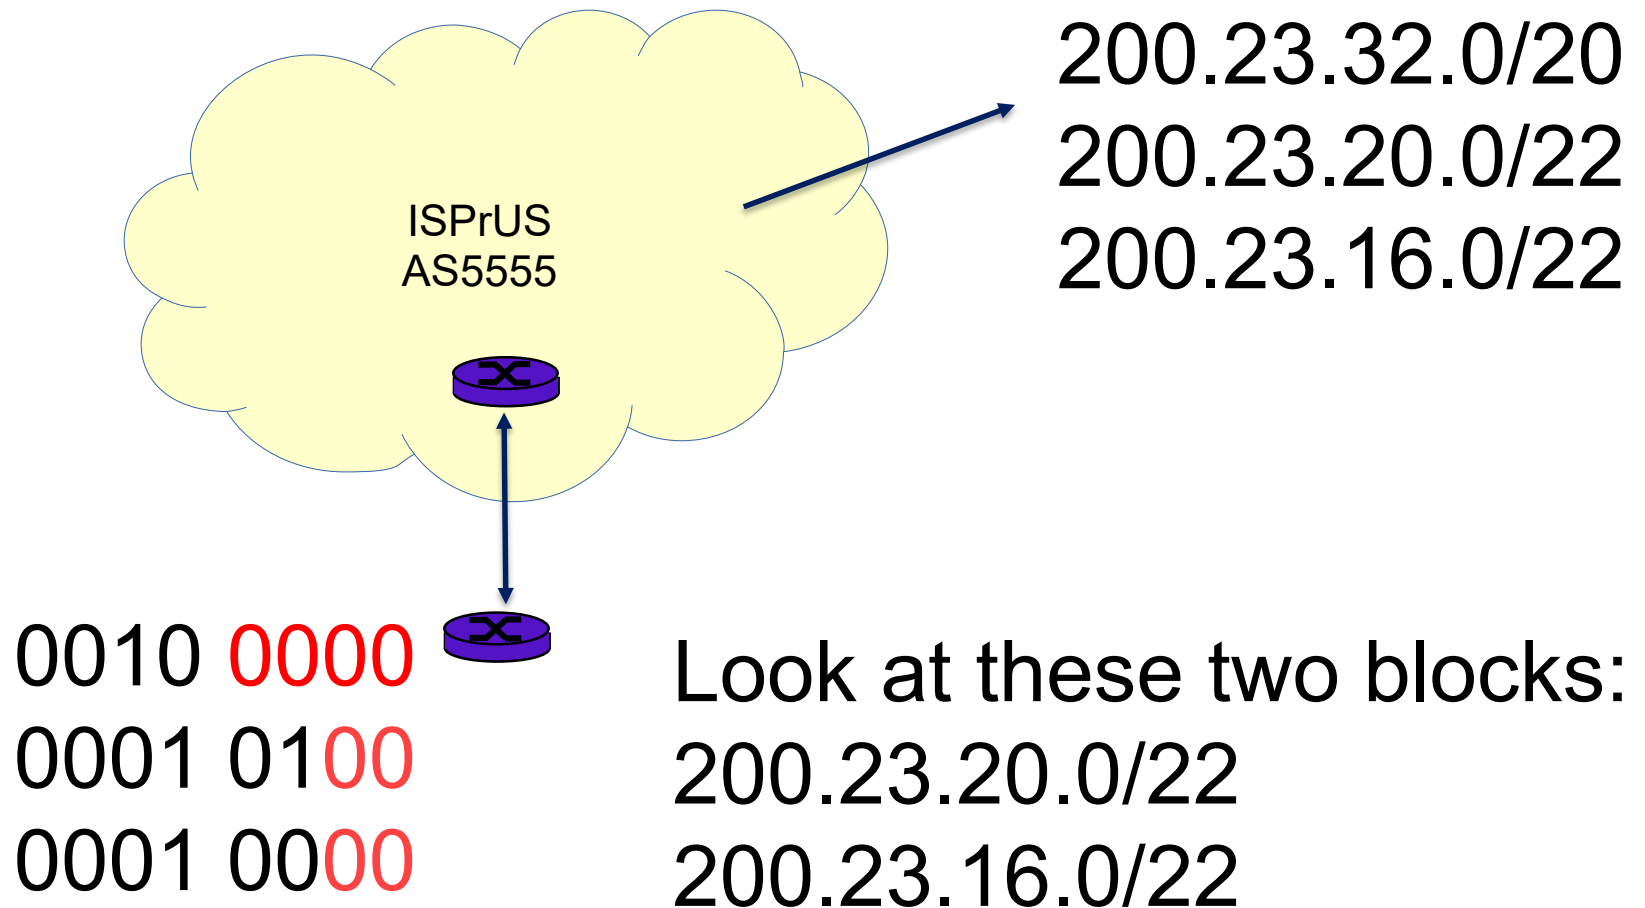 200.23.32.0/20
200.23.20.0/22
200.23.16.0/22
ISPrUS
AS5555
0010 0000
0001 0100
0001 0000
Look at these two blocks:
200.23.20.0/22
200.23.16.0/22